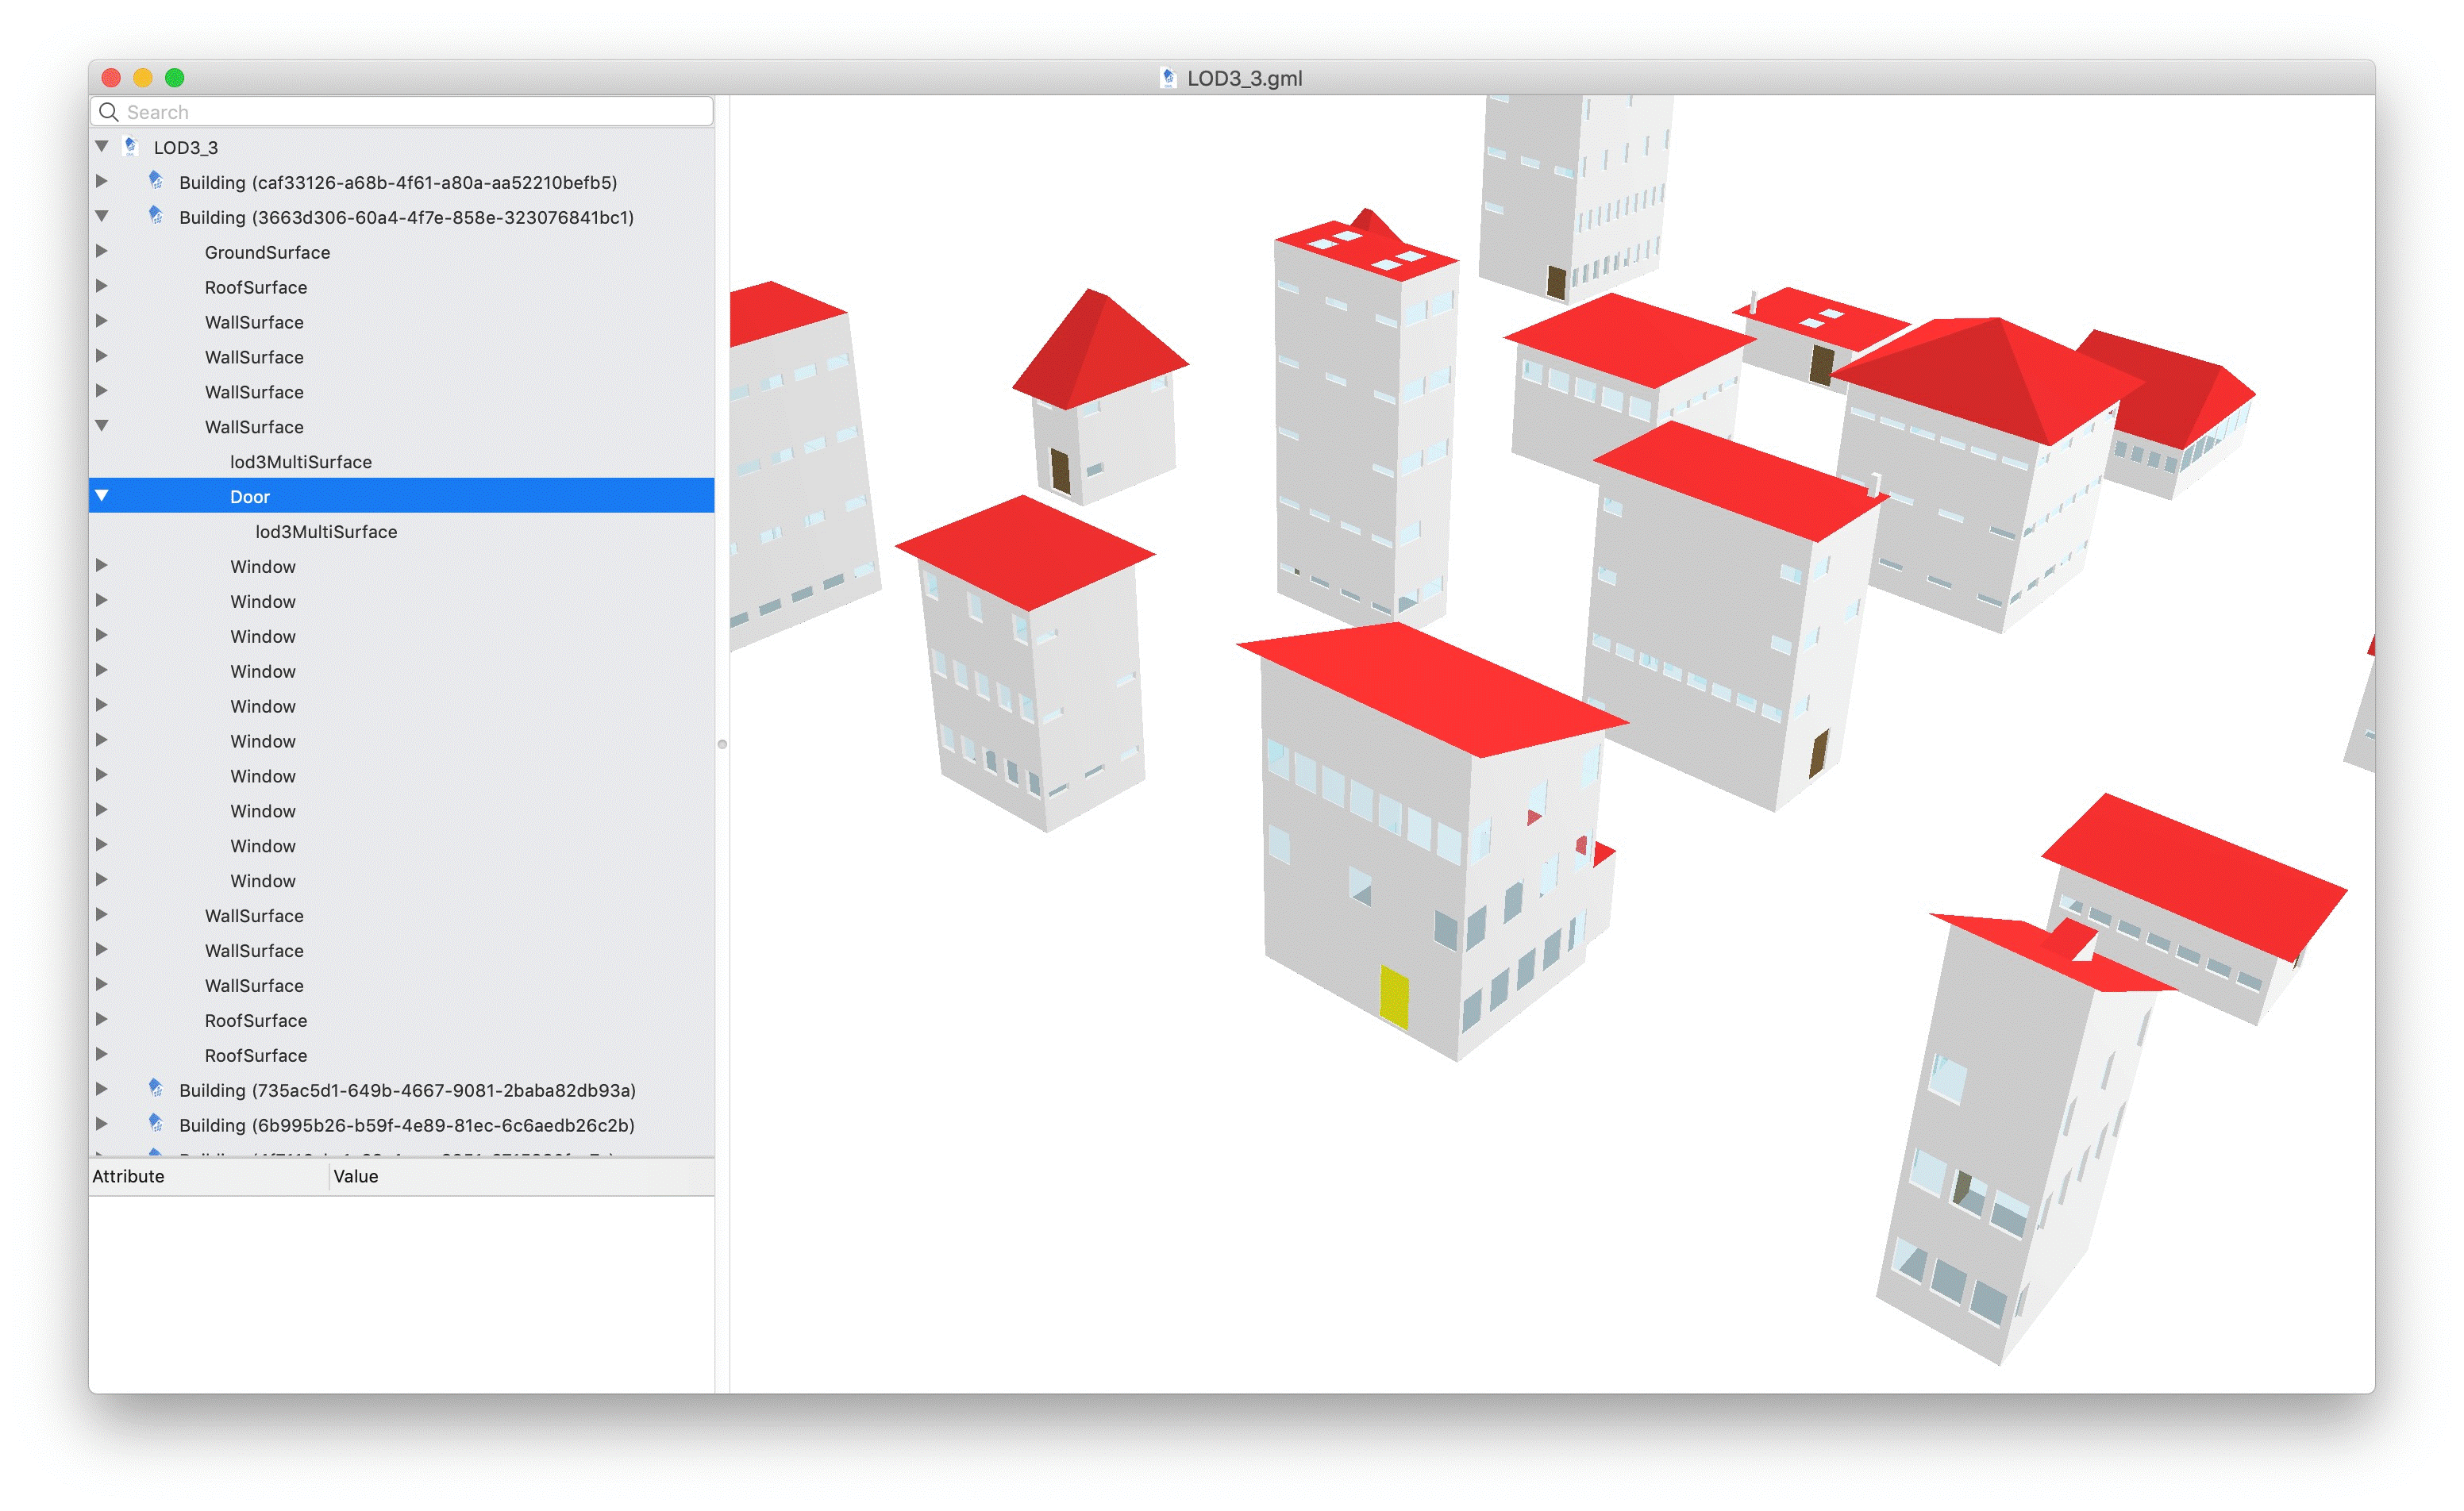 LOD3_3.gml
Search
LOD3_3
Building (caf33126-a68b-4f61-a80a-aa52210befb5)
Building (3663d306-60a4-4f7e-858e-323076841bc1)
GroundSurface
RoofSurface
WallSurface
WallSurface
WallSurface
WallSurface
lod3MultiSurface
Door
lod3MultiSurface
Window
Window
Window
Window
Window
Window
Window
Window
Window
Window
WallSurface
WallSurface
WallSurface
RoofSurface
RoofSurface
Building (735ac5d1-649b-4667-9081-2baba82db93a)
Building (6b995b26-b59f-4e89-81ec-6c6aedb26c2b)
Attribute Value